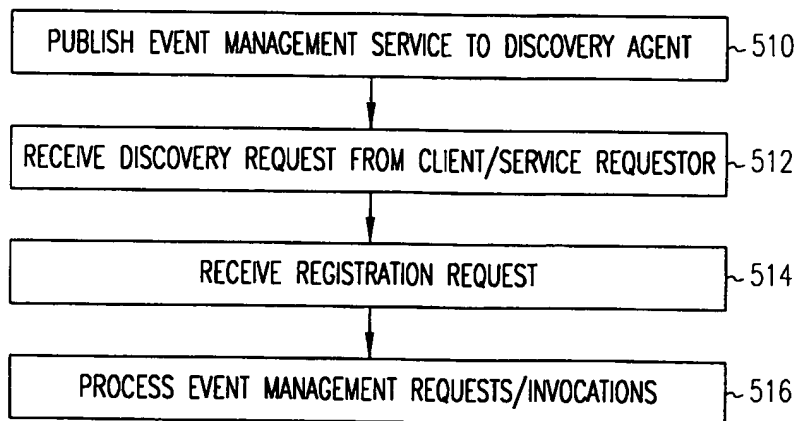 PUBLISH EVENT MANAGEMENT SERVICE TO DISCOVERY AGENT 510
RECEIVE DISCOVERY REQUEST FROM CLIENT/SERVICE REQUESTOR 512
RECEIVE REGISTRATION REQUEST 514
PROCESS EVENT MANAGEMENT REQUESTS/INVOCATIONS 516